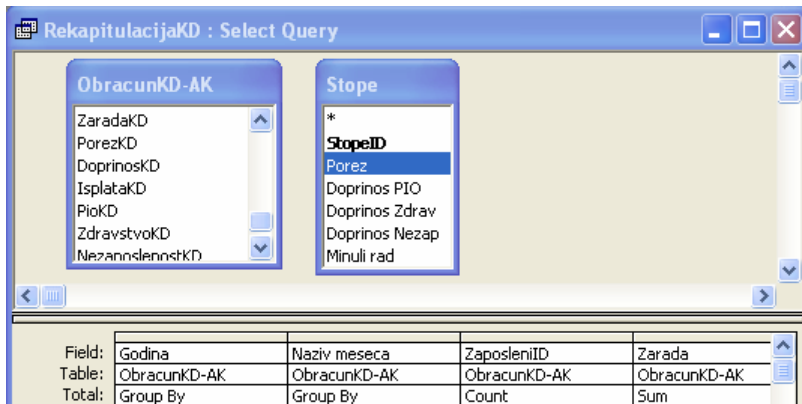 RekapitulacijaKD : Select Query
ObracunKD-AK
ZaradaKD
PorezKD
DoprinosKD
IsplataKD
PioKD
ZdravstvoKD
NezaposlenostKD
Stope
*
StopeID
Porez
Doprinos PIO
Doprinos Zdrav
Doprinos Nezap
Minuli rad
Field: Godina Naziv meseca ZaposleniID Zarada
Table: ObracunKD-AK ObracunKD-AK ObracunKD-AK ObracunKD-AK
Total: Group By Group By Count Sum